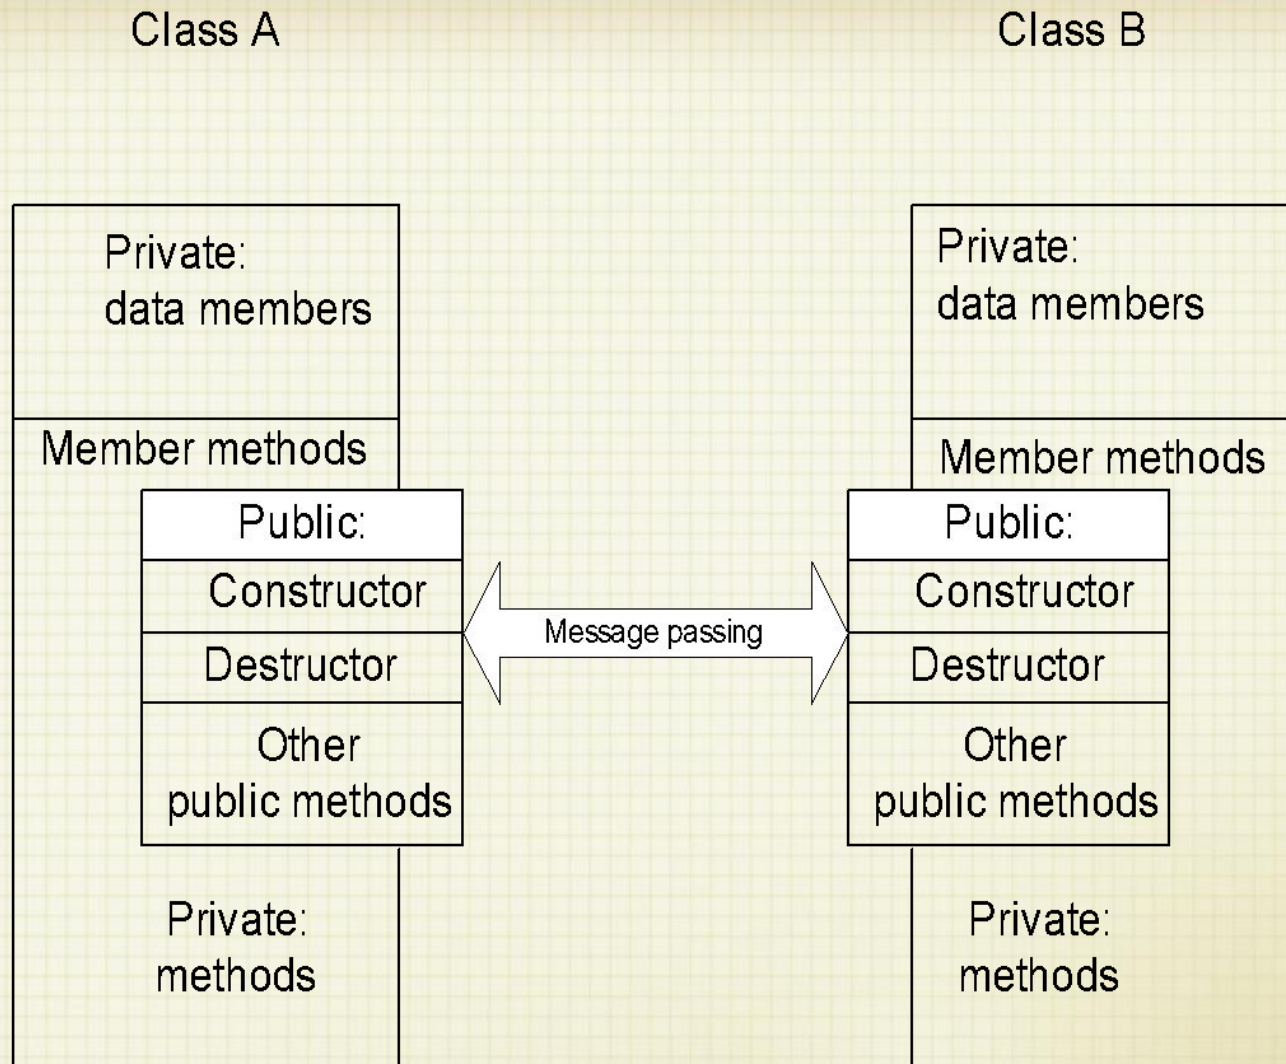 Class A
Class B
Private:
data members
Member methods
Public:
Constructor
Destructor
Other
public methods
Private:
methods
Message passing
Private:
data members
Member methods
Public:
Constructor
Destructor
Other
public methods
Private:
methods